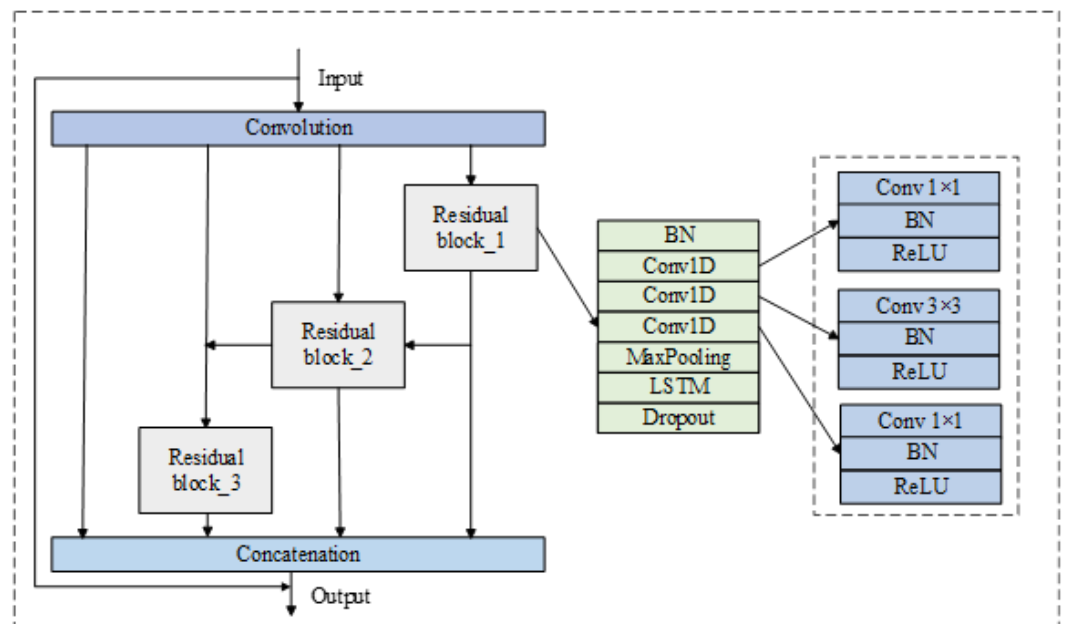 Input
Convolution
Residual
block_1
Residual
block_2
Residual
block_3
Concatenation
Output
BN
Conv1D
Conv1D
Conv1D
MaxPooling
LSTM
Dropout
Conv 1×1
BN
ReLU
Conv 3×3
BN
ReLU
Conv 1×1
BN
ReLU